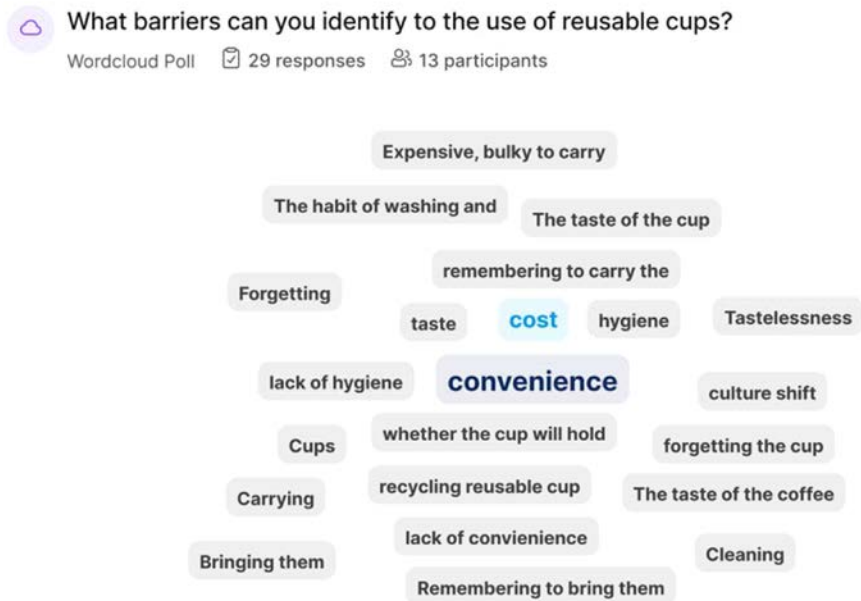 What barriers can you identify to the use of reusable cups?
Wordcloud Poll 29 responses 13 participants
Expensive, bulky to carry
The habit of washing and
The taste of the cup
remembering to carry the
Forgetting
taste
cost
hygiene
Tastelessness
lack of hygiene
convenience
culture shift
Cups
whether the cup will hold
forgetting the cup
Carrying
recycling reusable cup
The taste of the coffee
lack of convienience
Bringing them
Cleaning
Remembering to bring them